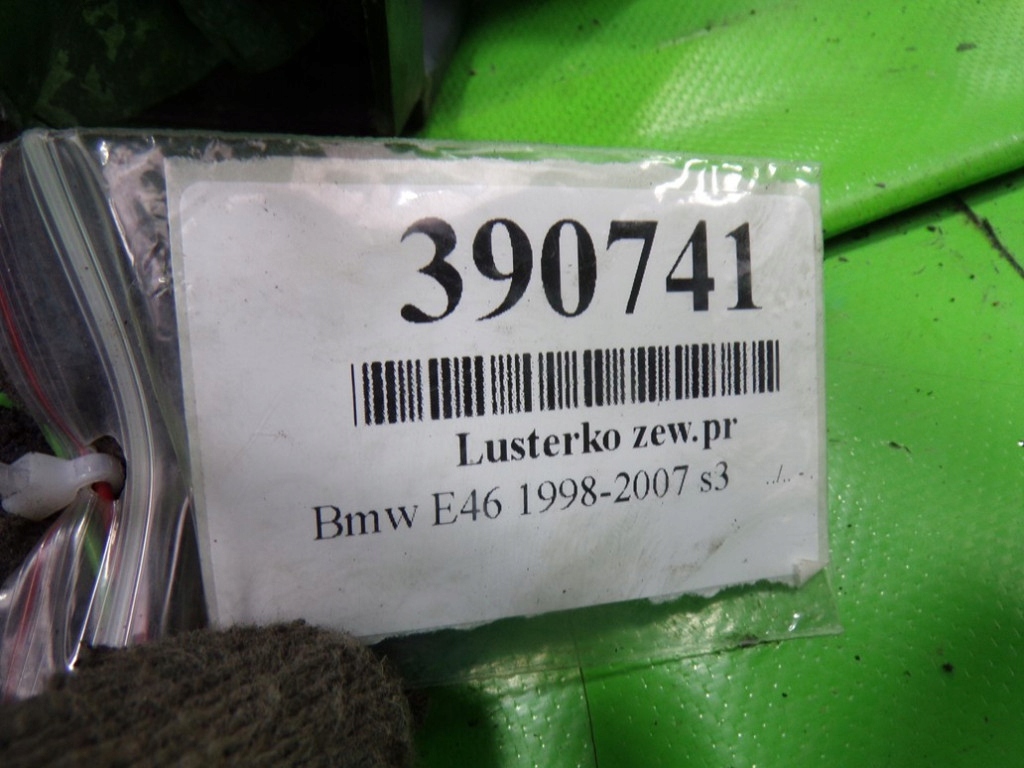 390741
Lusterko zew.pr
Bmw E46 1998-2007 s3 ../.. -.